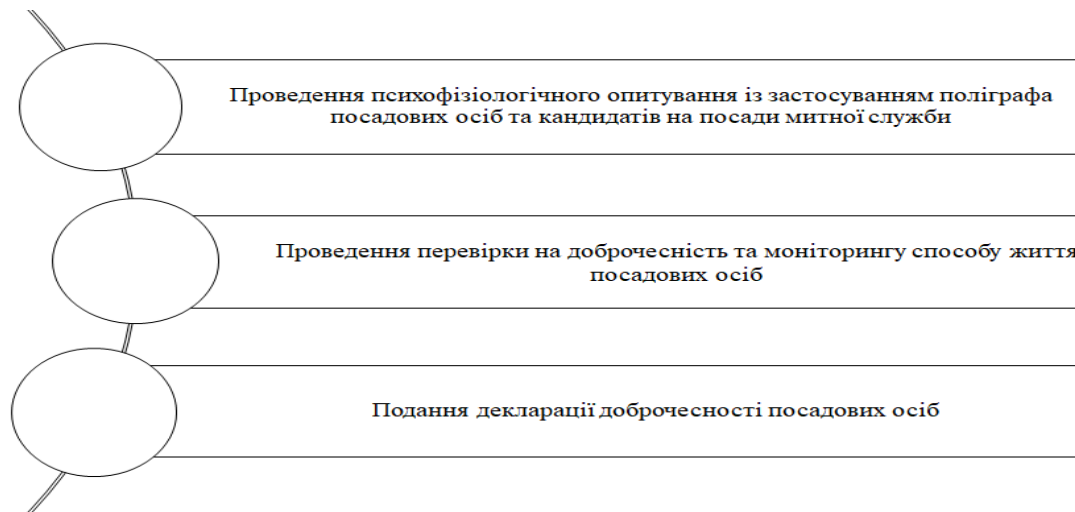 Проведення психофізіологічного опитування із застосуванням поліграфа
посадових осіб та кандидатів на посади митної служби
Проведення перевірки на доброчесність та моніторингу способу життя
посадових осіб
Подання декларації доброчесності посадових осіб